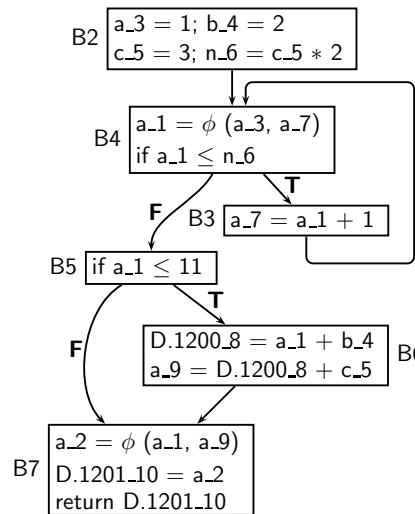 B2
a_3 = 1; b_4 = 2
c_5 = 3; n_6 = c_5 * 2
B4
a_1 = ϕ (a_3, a_7)
if a_1 ≤ n_6
F
T
B3
a_7 = a_1 + 1
B5
if a_1 ≤ 11
F
T
D.1200_8 = a_1 + b_4
a_9 = D.1200_8 + c_5
B7
a_2 = ϕ (a_1, a_9)
D.1201_10 = a_2
return D.1201_10